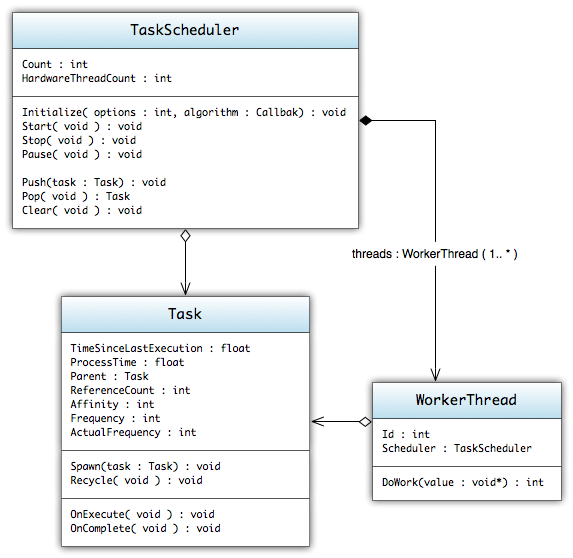 TaskScheduler
Count : int
HardwareThreadCount : int
Initialize( options : int, algorithm : Callbak) : void
Start( void ) : void
Stop( void ) : void
Pause( void ) : void
Push(task : Task) : void
Pop( void ) : Task
Clear( void ) : void
threads : WorkerThread ( 1.. * )
Task
TimeSinceLastExecution : float
ProcessTime : float
Parent : Task
ReferenceCount : int
Affinity : int
Frequency : int
ActualFrequency : int
Spawn(task : Task) : void
Recycle( void ) : void
OnExecute( void ) : void
OnComplete( void ) : void
WorkerThread
Id : int
Scheduler : TaskScheduler
DoWork(value : void*) : int